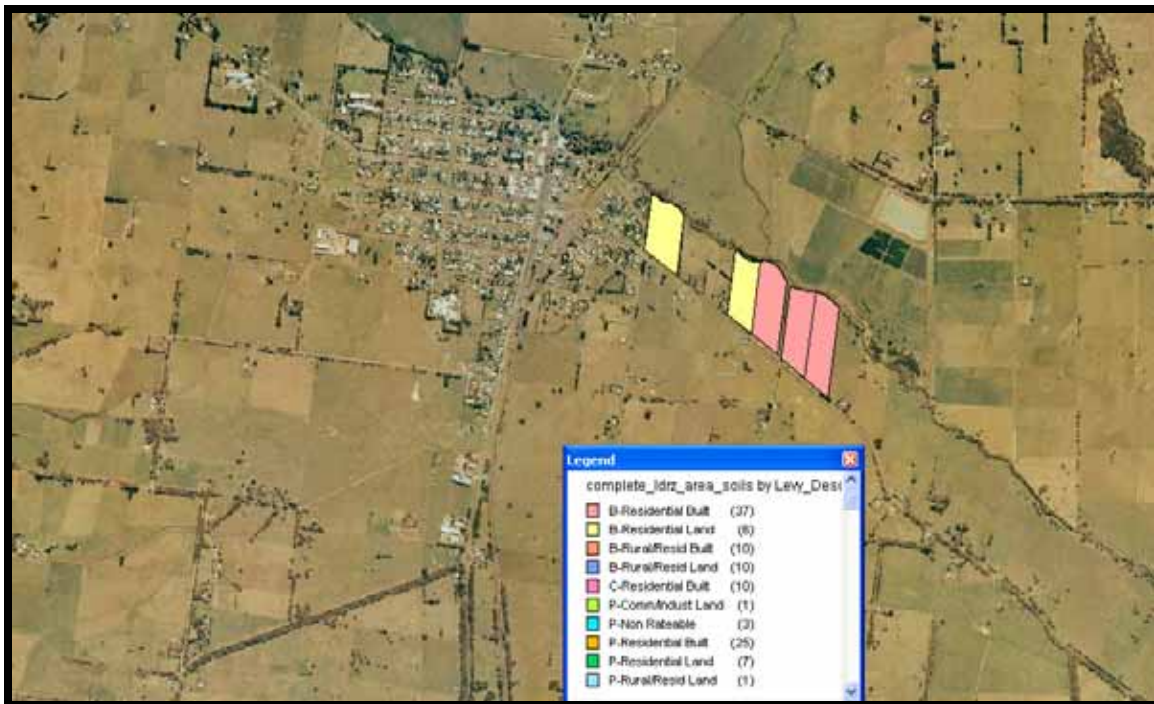 Legend
complete_ldrz_area_soils by Levy_Desc
B-Residential Built (37)
B-Residential Land (6)
B-Rural/Resid Built (10)
B-Rural/Resid Land (10)
C-Residential Built (10)
P-Comm/Indust Land (1)
P-Non Rateable (3)
P-Residential Built (25)
P-Residential Land (7)
P-Rural/Resid Land (1)